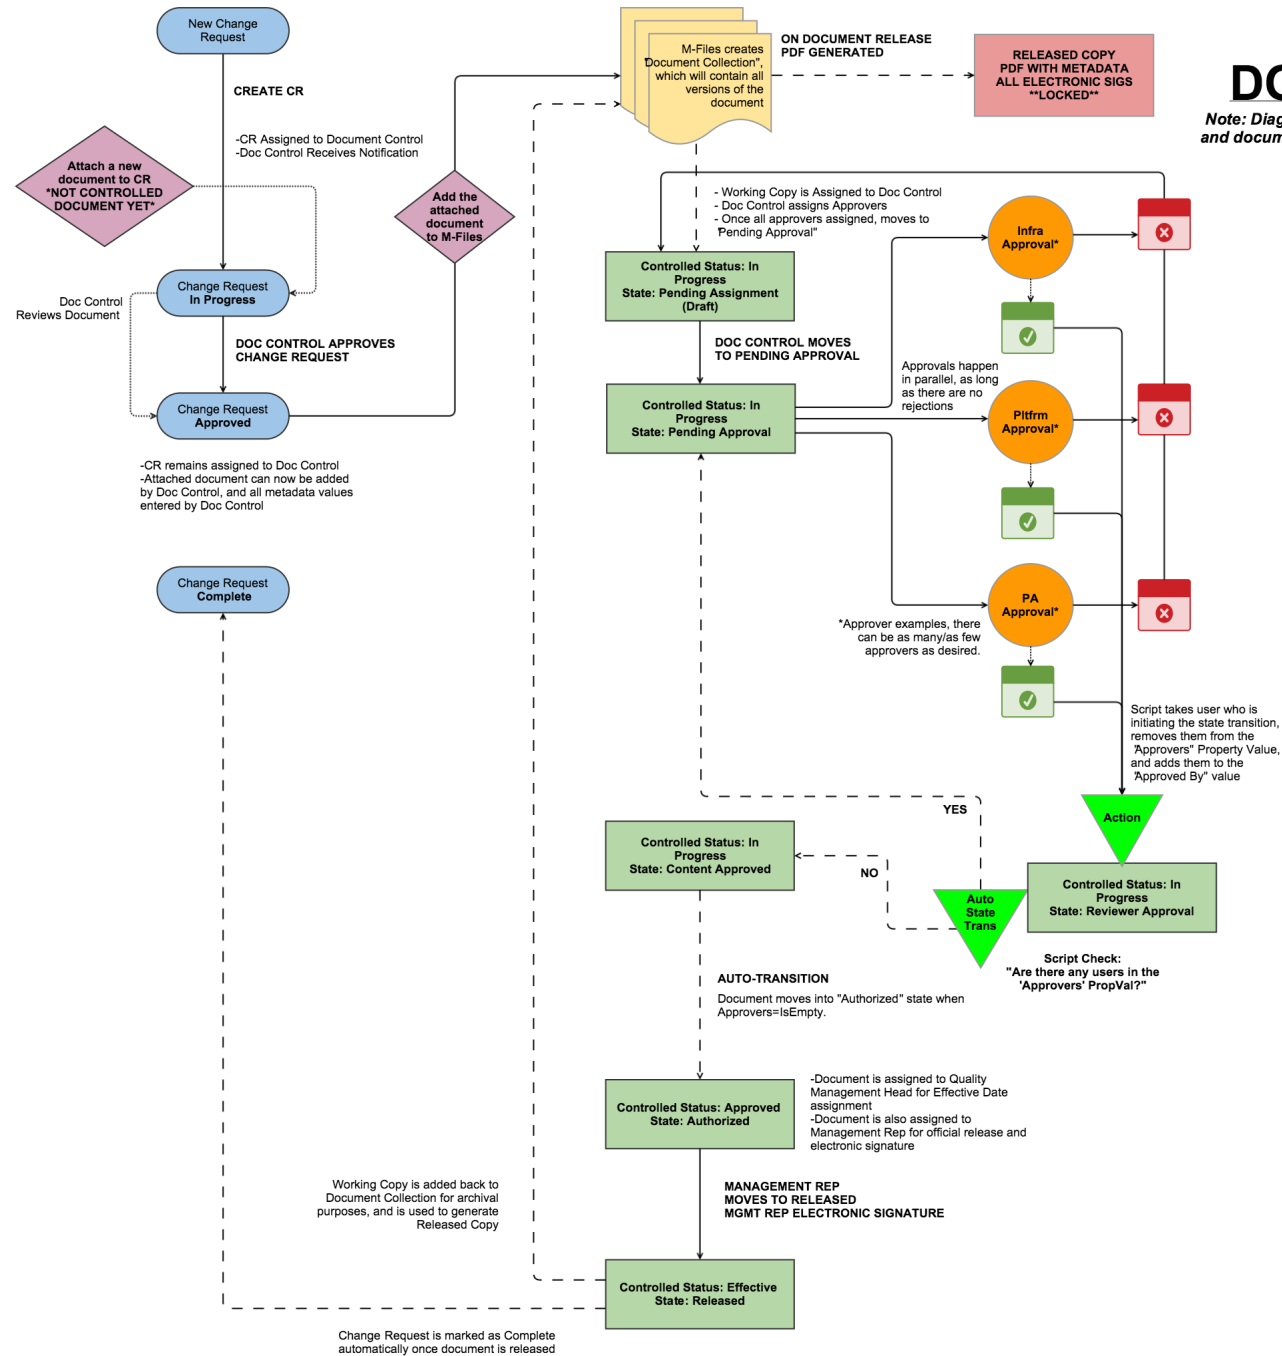 New Change
Request
CREATE CR
-CR Assigned to Document Control
-Doc Control Receives Notification
Attach a new
document to CR
*NOT CONTROLLED
DOCUMENT YET*
Change Request
In Progress
Doc Control
Reviews Document
DOC CONTROL APPROVES
CHANGE REQUEST
Change Request
Approved
-CR remains assigned to Doc Control
-Attached document can now be added
by Doc Control, and all metadata values
entered by Doc Control
Change Request
Complete
Add the
attached
document
to M-Files
M-Files creates
"Document Collection",
which will contain all
versions of the
document
ON DOCUMENT RELEASE
PDF GENERATED
RELEASED COPY
PDF WITH METADATA
ALL ELECTRONIC SIGS
**LOCKED**
DO
Note: Diag
and docum
- Working Copy is Assigned to Doc Control
- Doc Control assigns Approvers
- Once all approvers assigned, moves to
"Pending Approval"
Controlled Status: In
Progress
State: Pending Assignment
(Draft)
DOC CONTROL MOVES
TO PENDING APPROVAL
Controlled Status: In
Progress
State: Pending Approval
Approvals happen
in parallel, as long
as there are no
rejections
Infra
Approval*
Pltfrm
Approval*
PA
Approval*
*Approver examples, there
can be as many/as few
approvers as desired.
Script takes user who is
initiating the state transition,
removes them from the
"Approvers" Property Value,
and adds them to the
"Approved By" value
Action
YES
NO
Controlled Status: In
Progress
State: Content Approved
Auto
State
Trans
Controlled Status: In
Progress
State: Reviewer Approval
Script Check:
"Are there any users in the
'Approvers' PropVal?"
AUTO-TRANSITION
Document moves into "Authorized" state when
Approvers=IsEmpty.
Controlled Status: Approved
State: Authorized
-Document is assigned to Quality
Management Head for Effective Date
assignment
-Document is also assigned to
Management Rep for official release and
electronic signature
MANAGEMENT REP
MOVES TO RELEASED
MGMT REP ELECTRONIC SIGNATURE
Working Copy is added back to
Document Collection for archival
purposes, and is used to generate
Released Copy
Controlled Status: Effective
State: Released
Change Request is marked as Complete
automatically once document is released